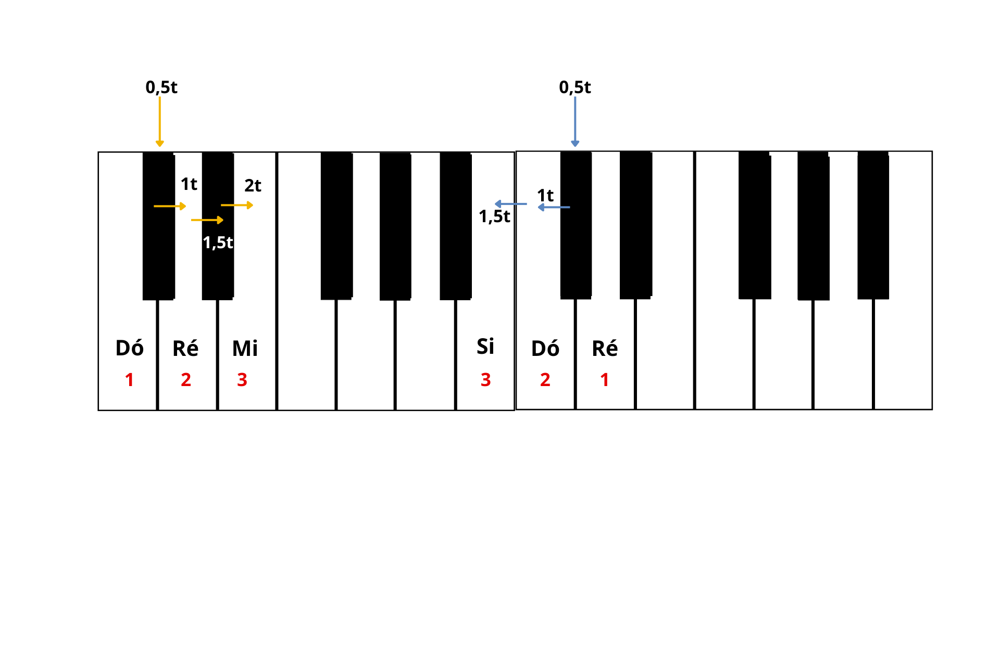 0,5t
0,5t
1t
2t
1t
1,5t
1,5t
Dó Ré Mi Si Dó Ré
1 2 3 3 2 1